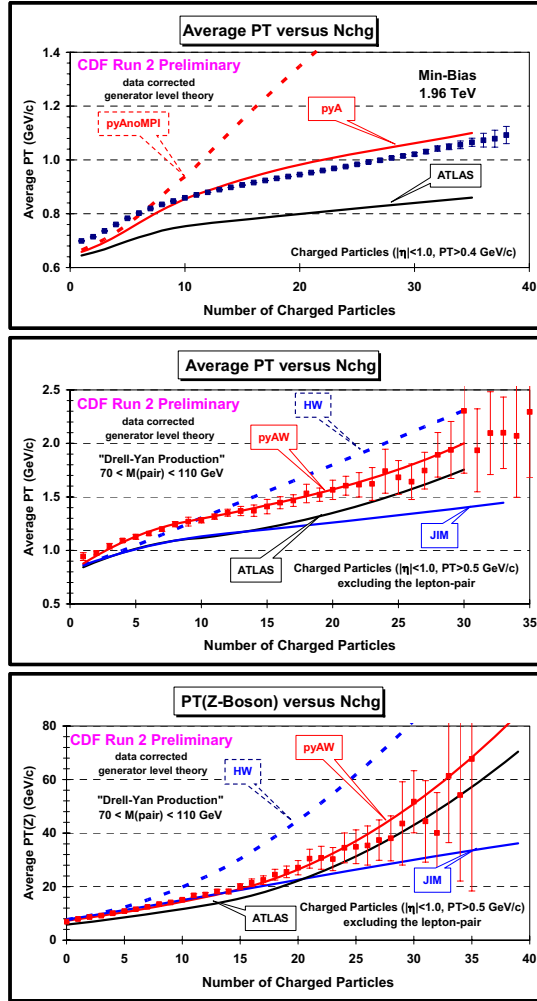 Average PT versus Nchg
CDF Run 2 Preliminary
data corrected
generator level theory
Min-Bias
1.96 TeV
pyAnoMPI
pyA
ATLAS
Charged Particles (|η|<1.0, PT>0.4 GeV/c)
Average PT (GeV/c)
1.4
1.2
1.0
0.8
0.6
0 10 20 30 40
Number of Charged Particles
Average PT versus Nchg
CDF Run 2 Preliminary
data corrected
generator level theory
"Drell-Yan Production"
70 < M(pair) < 110 GeV
HW
pyAW
JIM
ATLAS
Charged Particles (|η|<1.0, PT>0.5 GeV/c)
excluding the lepton-pair
Average PT (GeV/c)
2.5
2.0
1.5
1.0
0.5
0 5 10 15 20 25 30 35
Number of Charged Particles
PT(Z-Boson) versus Nchg
CDF Run 2 Preliminary
data corrected
generator level theory
"Drell-Yan Production"
70 < M(pair) < 110 GeV
HW
pyAW
JIM
ATLAS
Charged Particles (|η|<1.0, PT>0.5 GeV/c)
excluding the lepton-pair
Average PT(Z) (GeV/c)
80
60
40
20
0
0 5 10 15 20 25 30 35 40
Number of Charged Particles